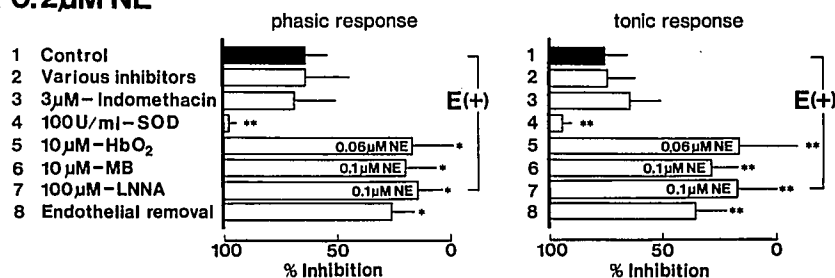 0.2µM NE
phasic response
tonic response
1 Control
2 Various inhibitors
3 3µM-Indomethacin
4 100U/ml-SOD
5 10µM-HbO₂
6 10µM-MB
7 100µM-LNNA
8 Endothelial removal
**
0.06µM NE *
0.1µM NE *
0.1µM NE *
*
E(+)
100 50 0
% Inhibition
1
2
3
4 **
5 0.06µM NE **
6 0.1µM NE **
7 0.1µM NE **
8 **
E(+)
100 50 0
% Inhibition